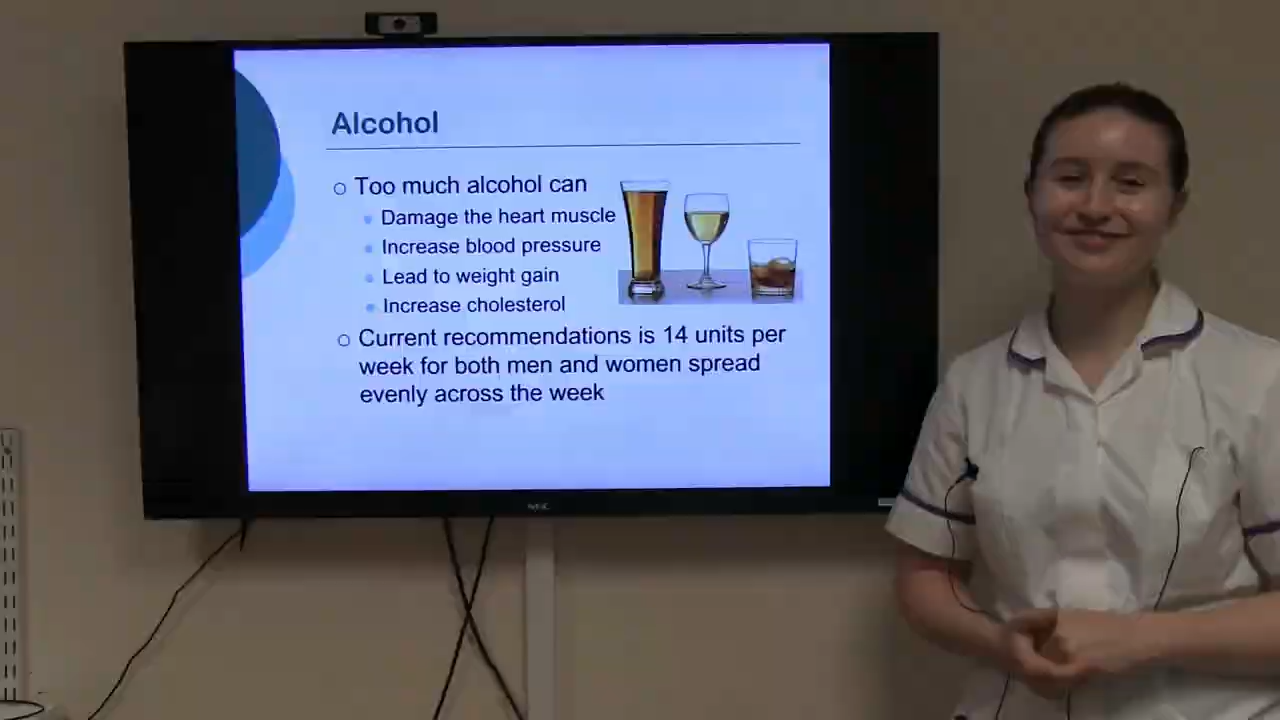 Alcohol
Too much alcohol can
Damage the heart muscle
Increase blood pressure
Lead to weight gain
Increase cholesterol
Current recommendations is 14 units per
week for both men and women spread
evenly across the week
NEC